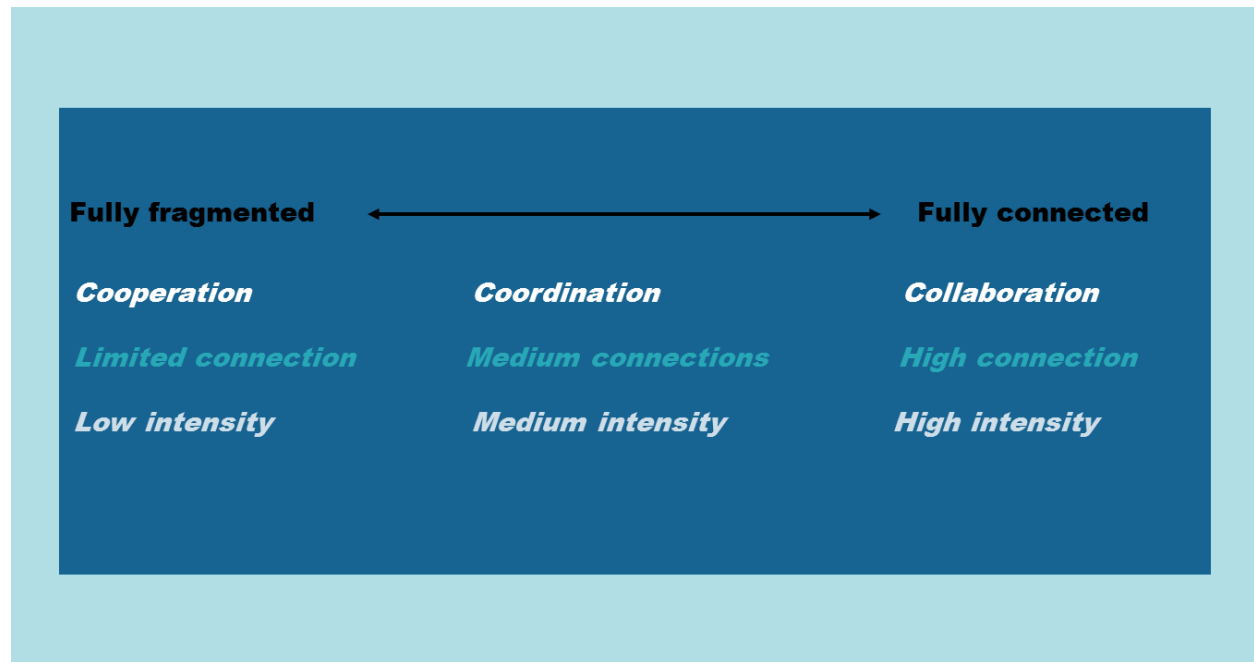 Fully fragmented Fully connected
Cooperation Coordination Collaboration
Limited connection Medium connections High connection
Low intensity Medium intensity High intensity